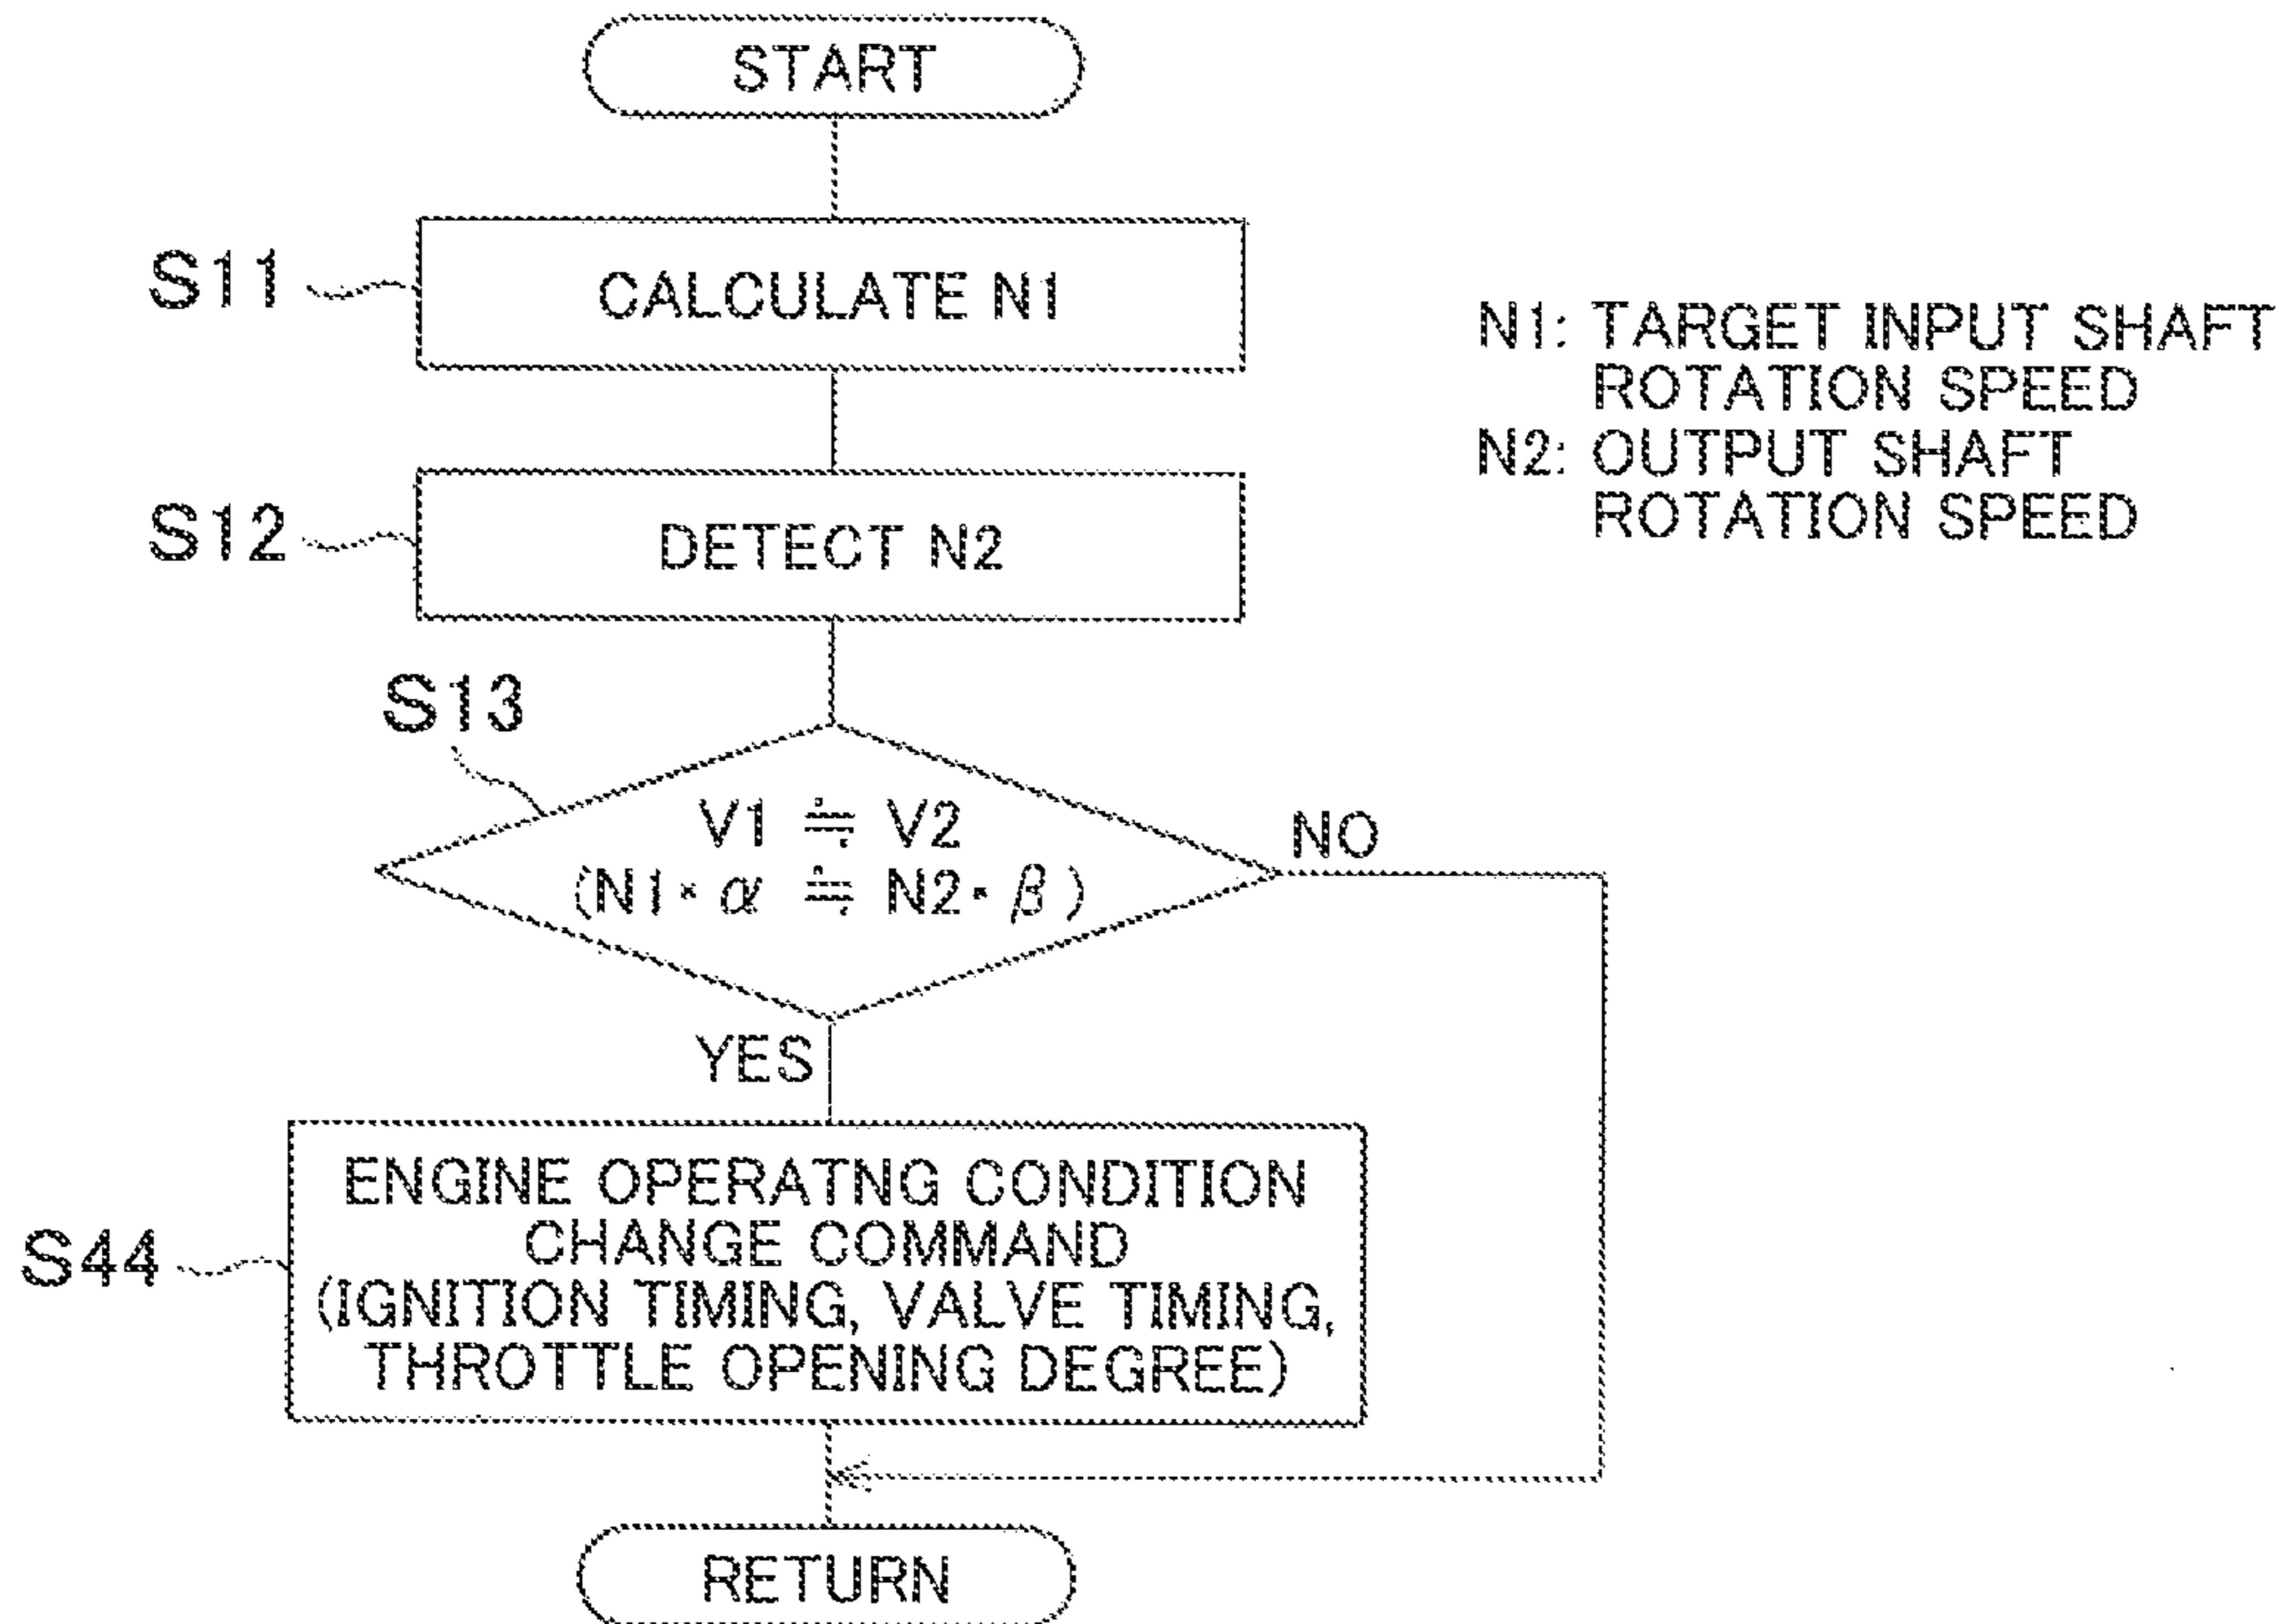 START
S11
CALCULATE N1
N1: TARGET INPUT SHAFT
ROTATION SPEED
N2: OUTPUT SHAFT
ROTATION SPEED
S12
DETECT N2
S13
V1 ≒ V2
(N1・α ≒ N2・β)
NO
YES
S44
ENGINE OPERATNG CONDITION
CHANGE COMMAND
(IGNITION TIMING, VALVE TIMING,
THROTTLE OPENING DEGREE)
RETURN